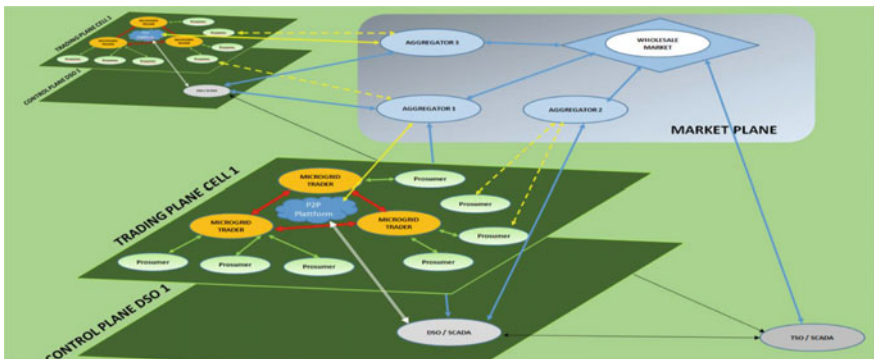 TRADING PLANE CELL 1
CONTROL PLANE DSO 1
AGGREGATOR 3
WHOLESALE
MARKET
AGGREGATOR 1
AGGREGATOR 2
MARKET PLANE
TRADING PLANE CELL 1
MICROGRID
TRADER
Prosumer
P2P
Plattform
Prosumer
MICROGRID
TRADER
MICROGRID
TRADER
Prosumer
Prosumer
Prosumer
Prosumer
Prosumer
CONTROL PLANE DSO 1
DSO / SCADA
TSO / SCADA